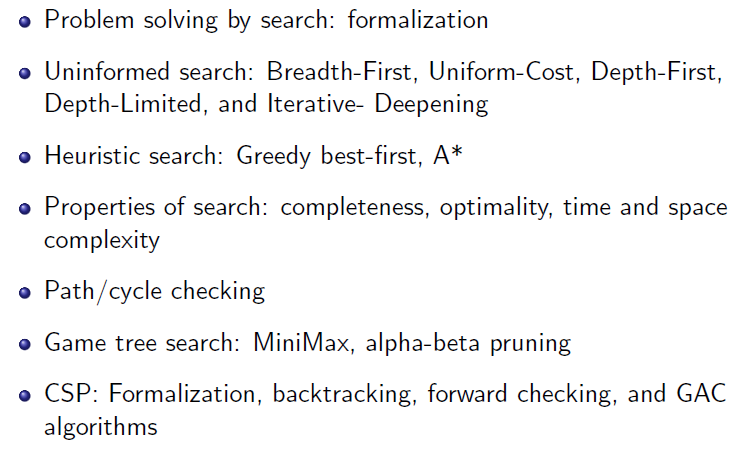 Problem solving by search: formalization
Uninformed search: Breadth-First, Uniform-Cost, Depth-First,
Depth-Limited, and Iterative- Deepening
Heuristic search: Greedy best-first, A*
Properties of search: completeness, optimality, time and space
complexity
Path/cycle checking
Game tree search: MiniMax, alpha-beta pruning
CSP: Formalization, backtracking, forward checking, and GAC
algorithms